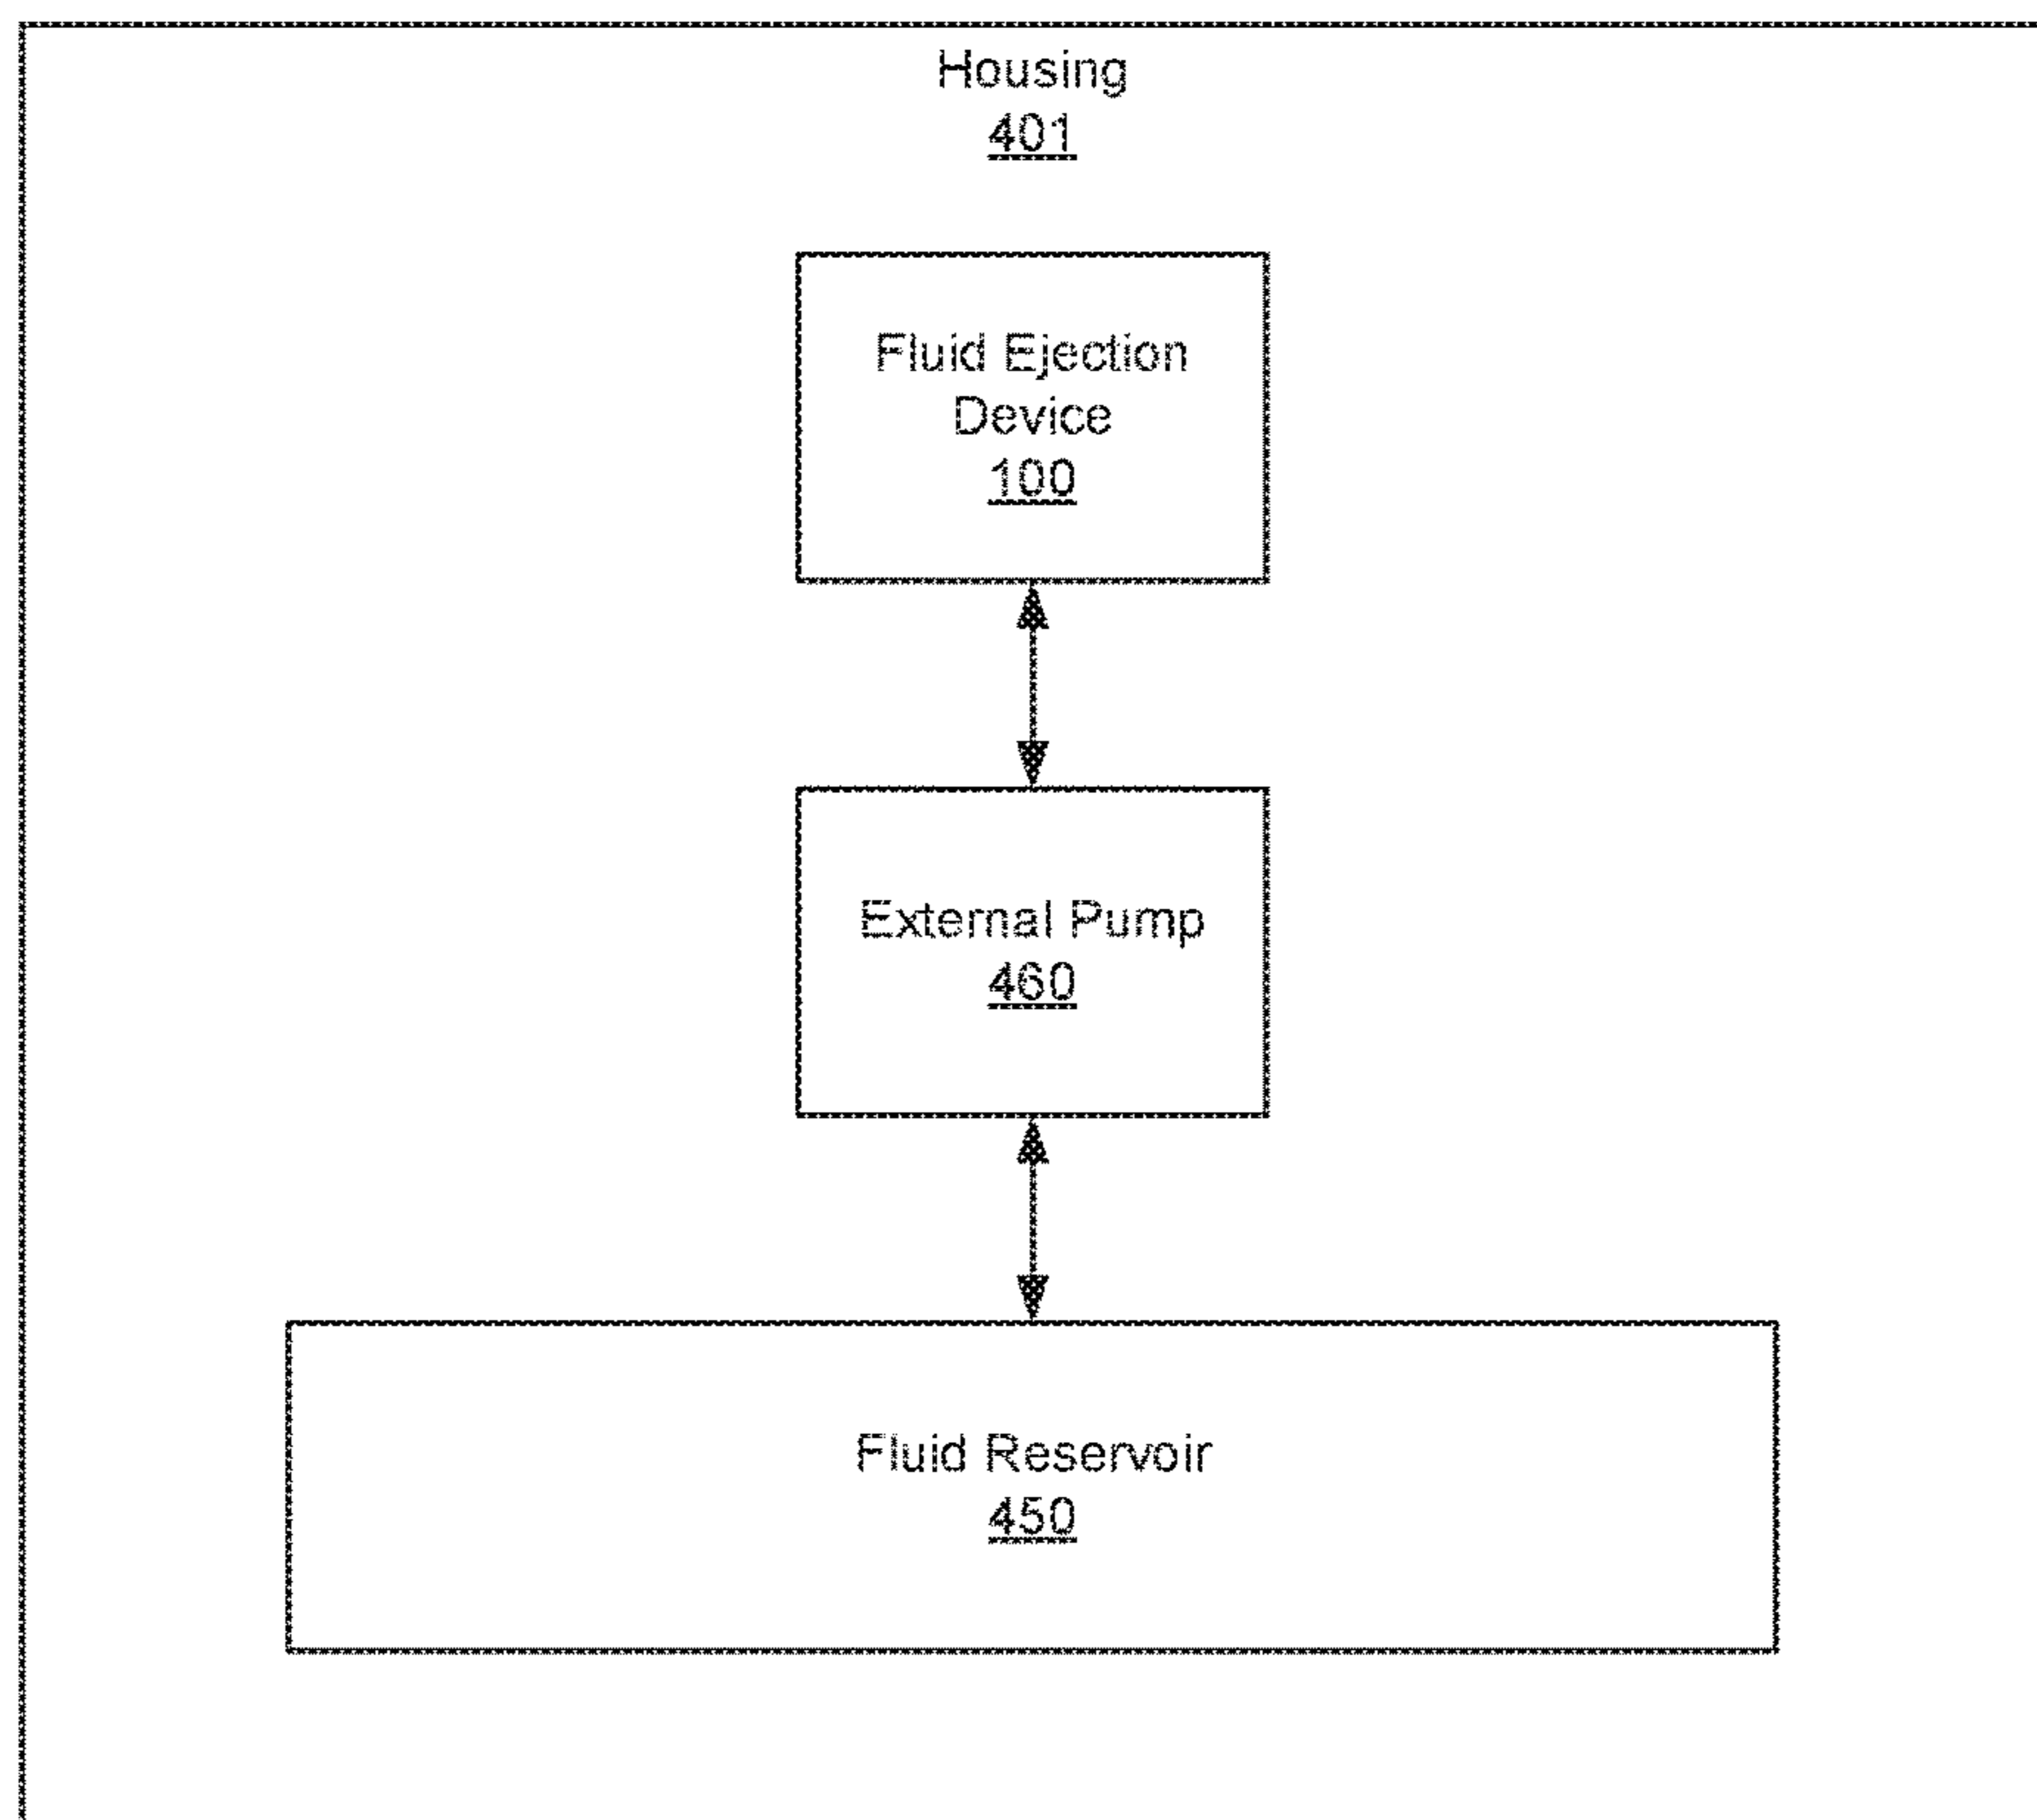 Housing
401
Fluid Ejection
Device
100
External Pump
460
Fluid Reservoir
450